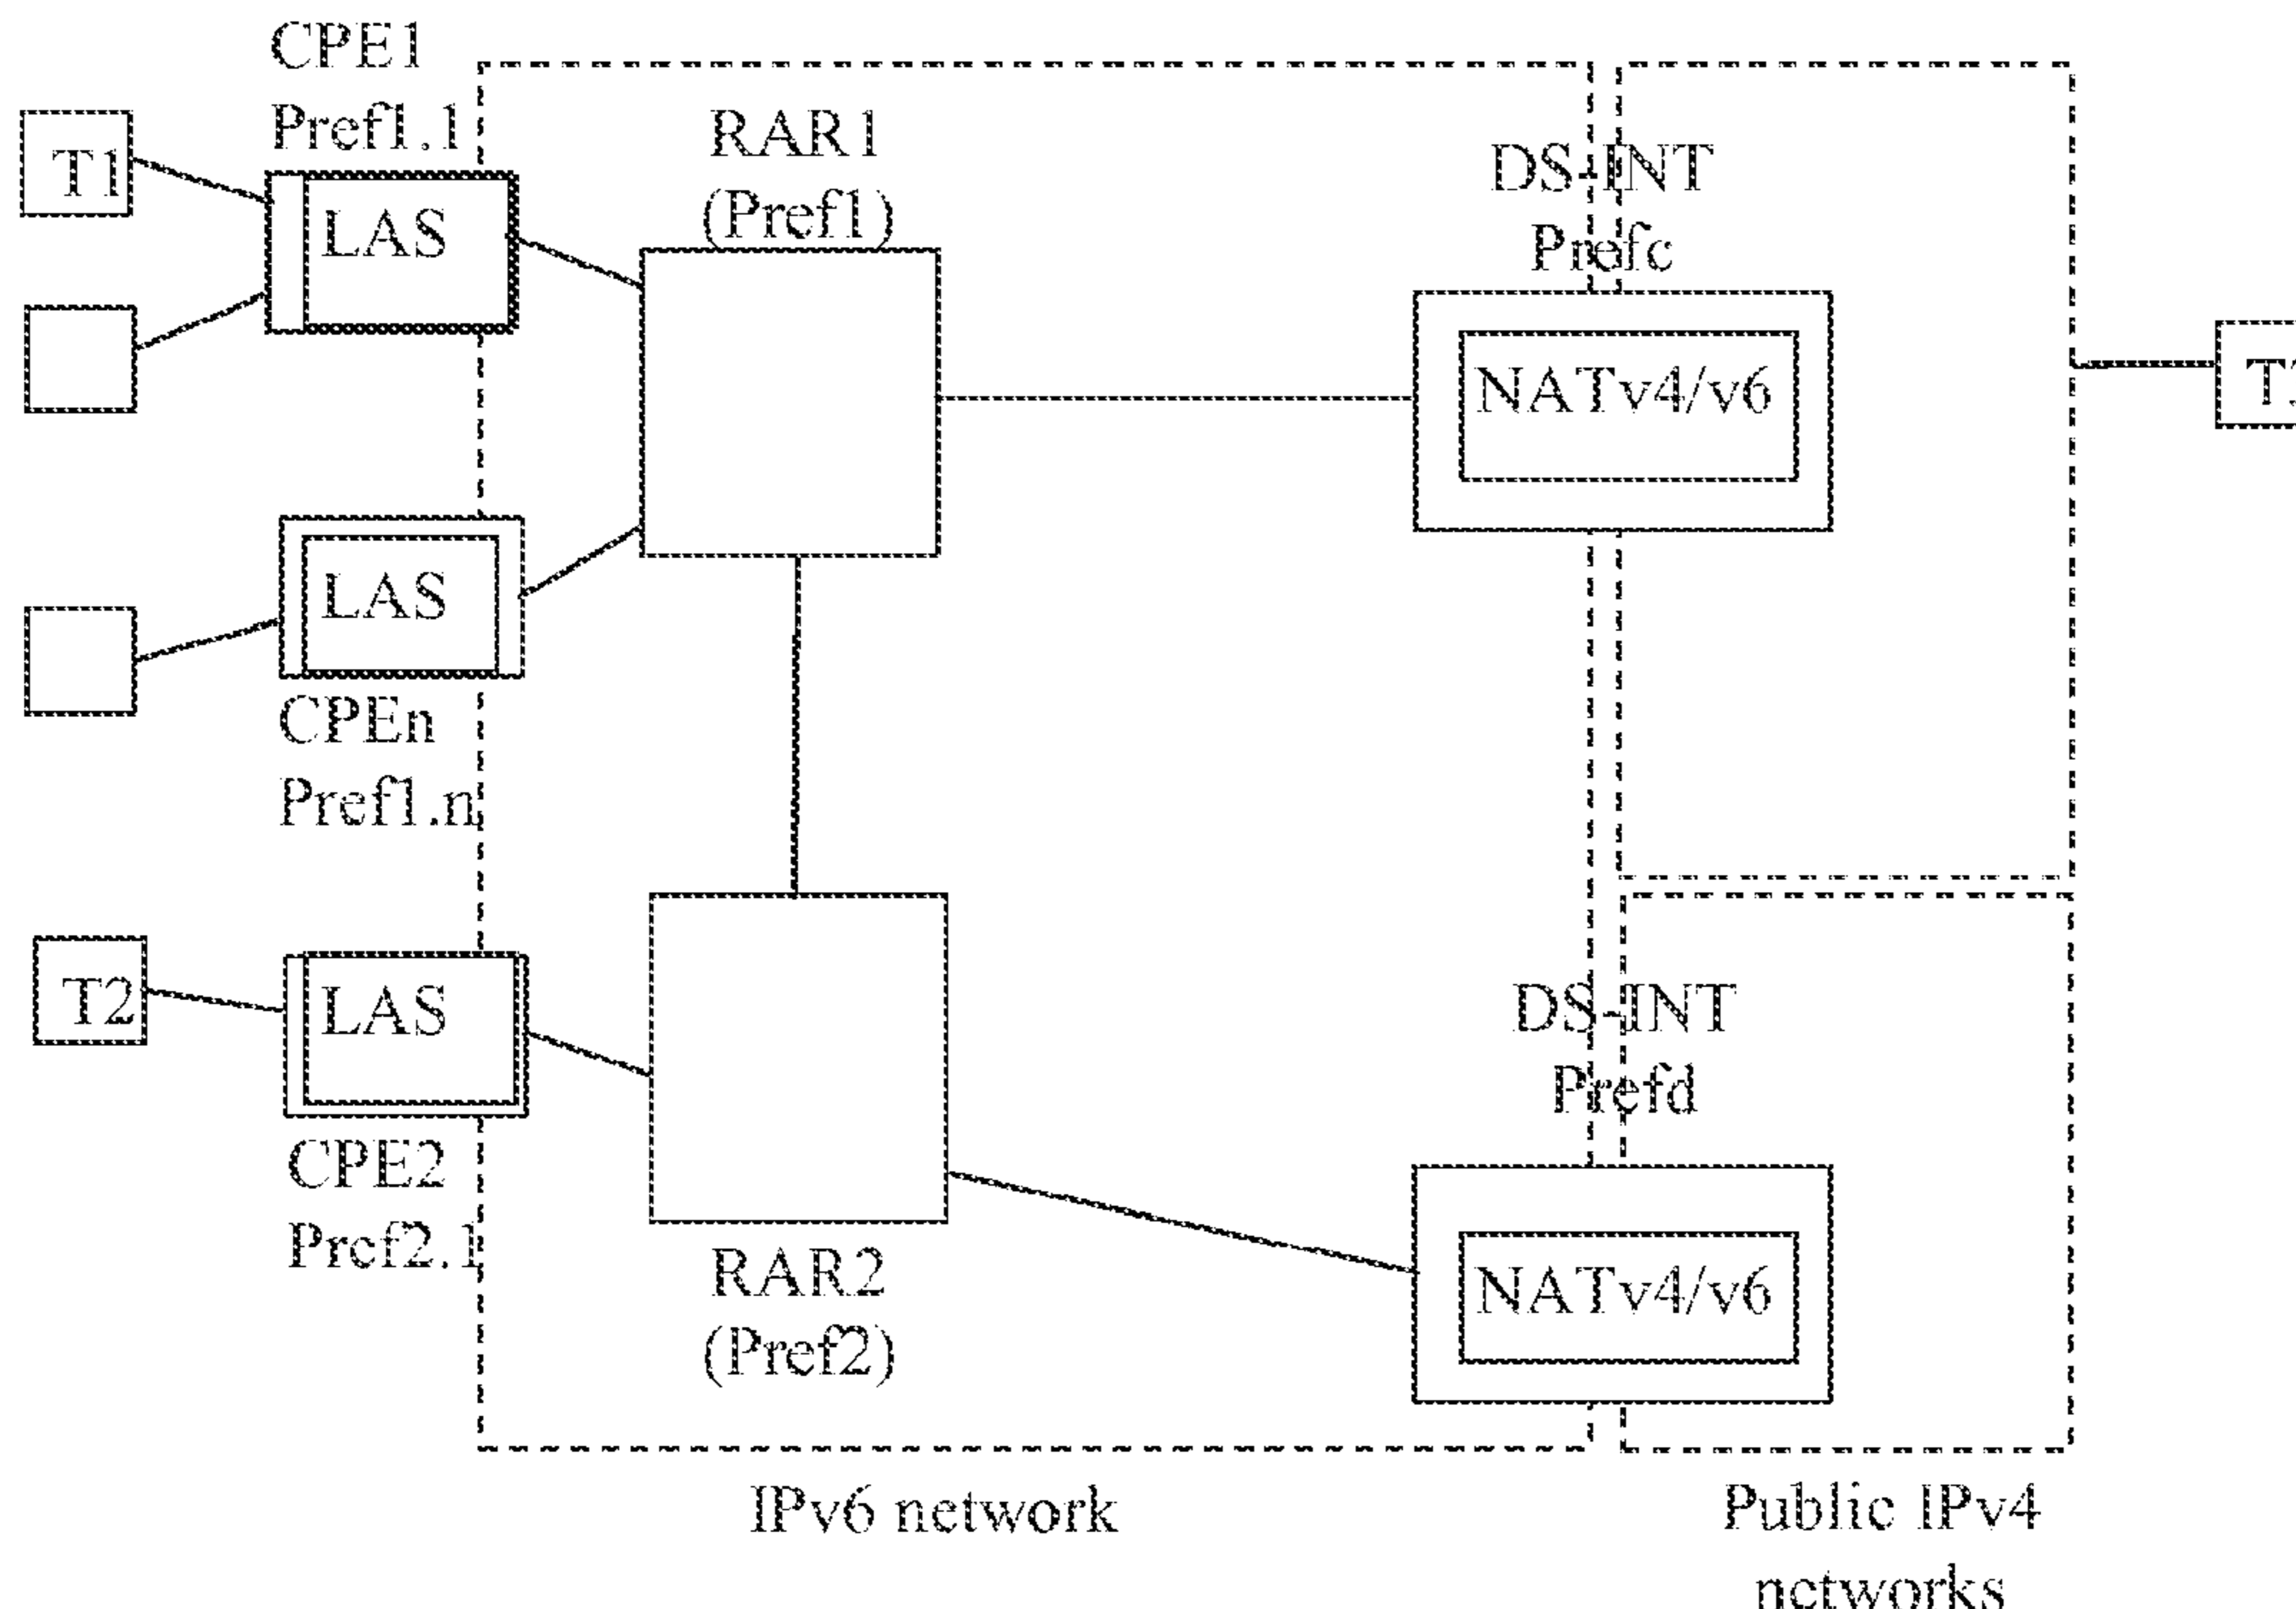 CPE1
Pref1.1
T1
LAS
RAR1
(Pref1)
DS-INT
Prefc
NATv4/v6
LAS
CPEn
Pref1.n
T2
LAS
CPE2
Pref2.1
RAR2
(Pref2)
DS-INT
Prefd
NATv4/v6
IPv6 network
Public IPv4
networks